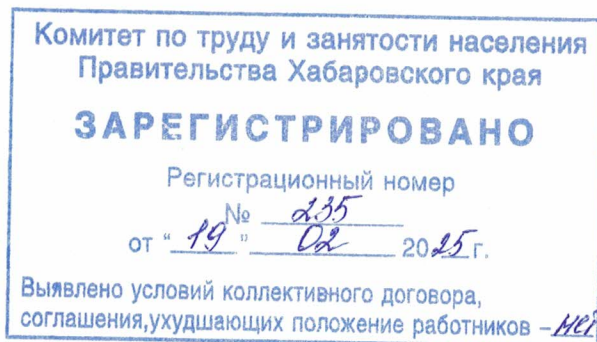 Комитет по труду и занятости населения
Правительства Хабаровского края
ЗАРЕГИСТРИРОВАНО
Регистрационный номер
№ 235
от "19" 02 2025 г.
Выявлено условий коллективного договора,
соглашения,ухудшающих положение работников – нет